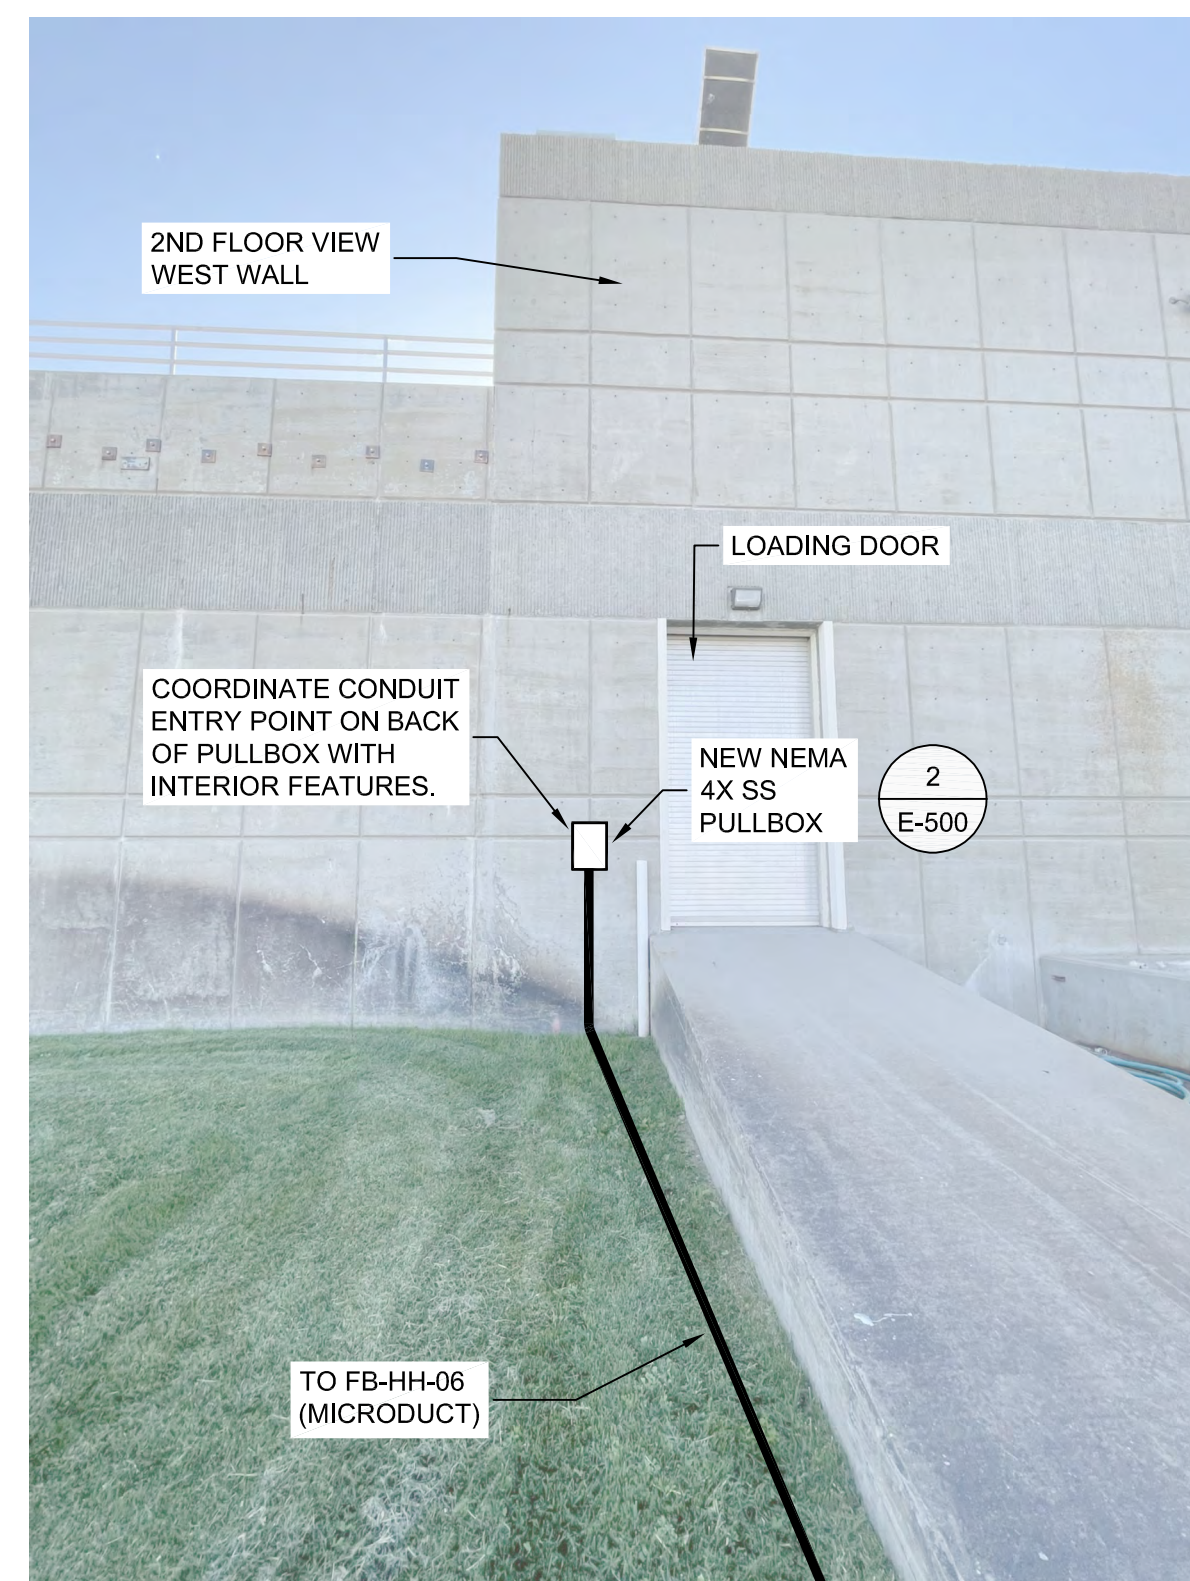 2ND FLOOR VIEW
WEST WALL
LOADING DOOR
COORDINATE CONDUIT
ENTRY POINT ON BACK
OF PULLBOX WITH
INTERIOR FEATURES.
NEW NEMA
4X SS
PULLBOX
2
E-500
TO FB-HH-06
(MICRODUCT)